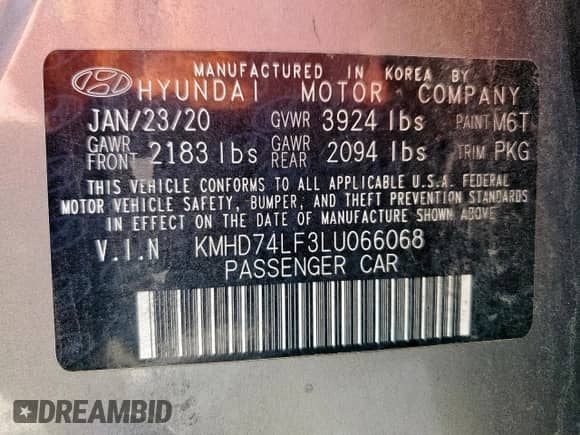 MANUFACTURED IN KOREA BY
HYUNDAI MOTOR COMPANY
JAN/23/20 GVWR 3924 lbs PAINT M6T
GAWR FRONT 2183 lbs GAWR REAR 2094 lbs TRIM PKG
THIS VEHICLE CONFORMS TO ALL APPLICABLE U.S.A. FEDERAL
MOTOR VEHICLE SAFETY, BUMPER, AND THEFT PREVENTION STANDARDS
IN EFFECT ON THE DATE OF MANUFACTURE SHOWN ABOVE
V.I.N KMHD74LF3LU066068
PASSENGER CAR
DREAMBID